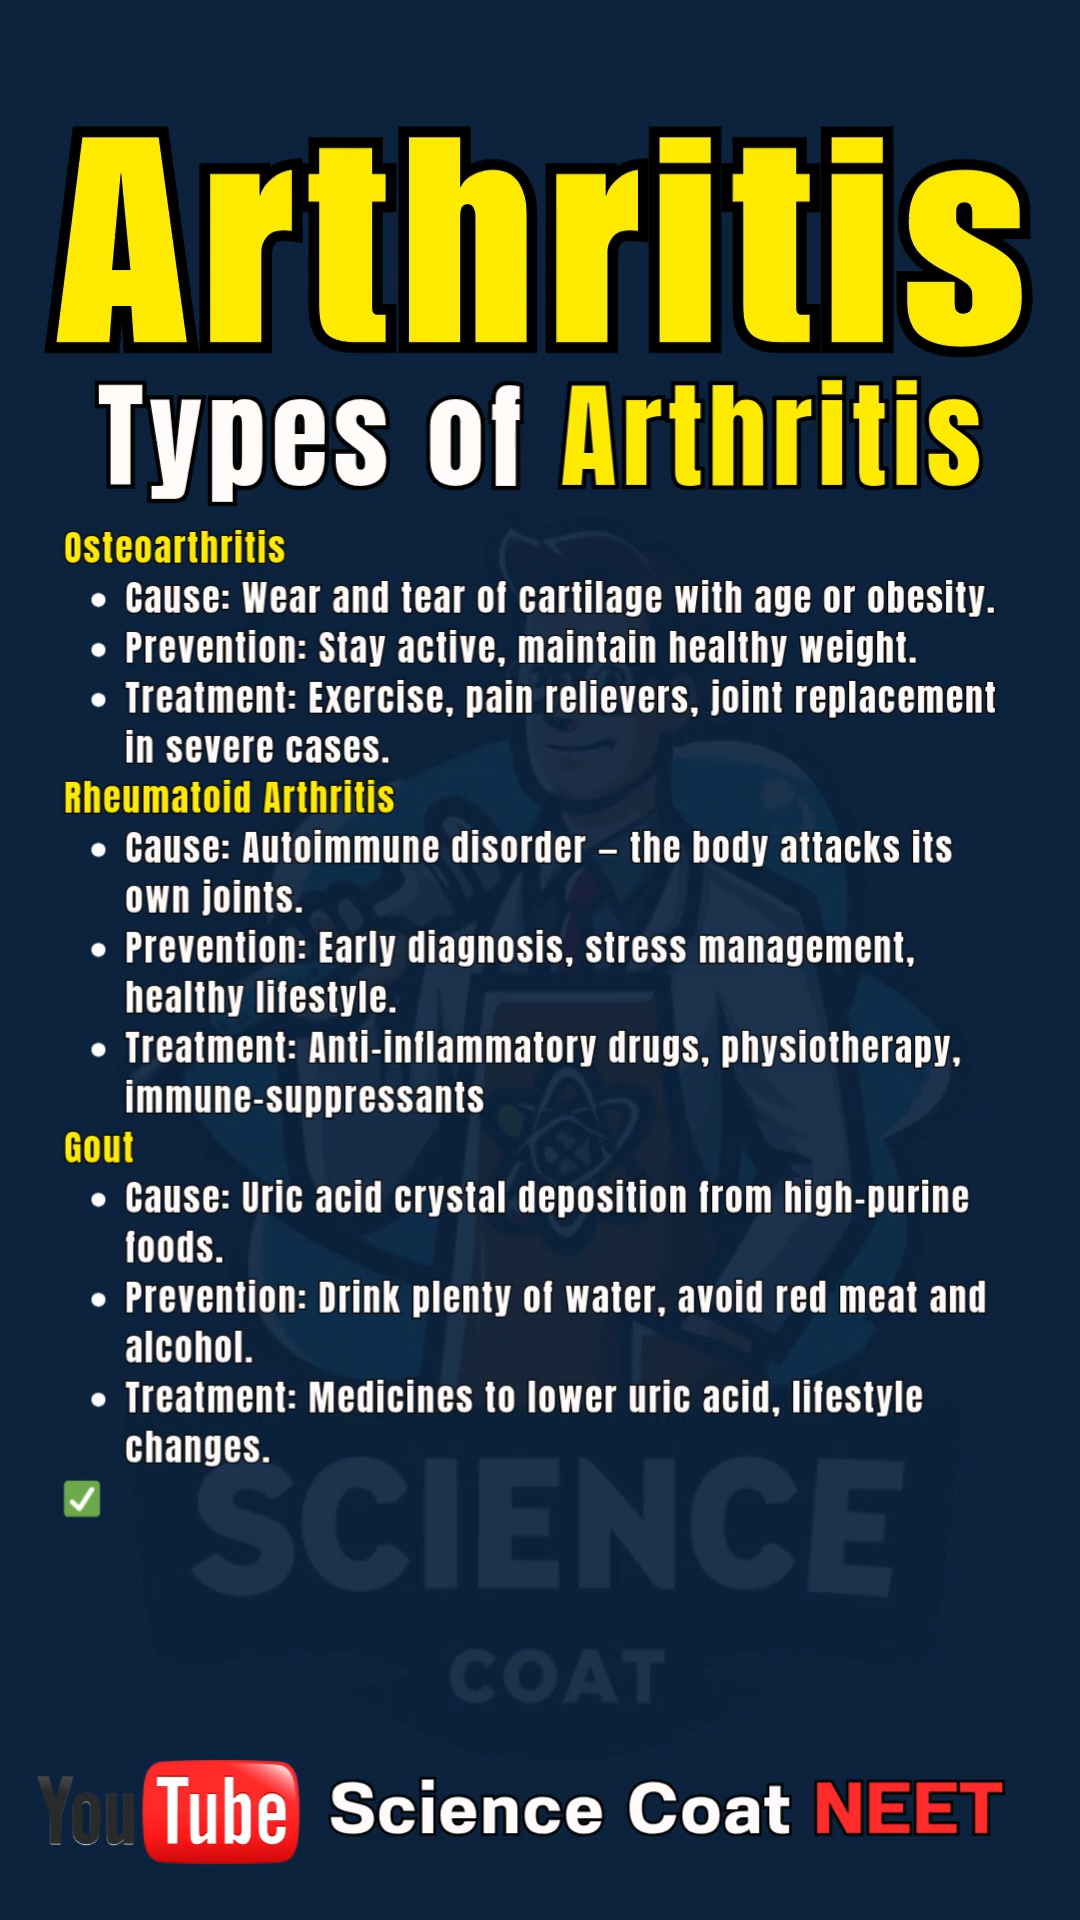 Arthritis
Types of Arthritis
Osteoarthritis
• Cause: Wear and tear of cartilage with age or obesity.
• Prevention: Stay active, maintain healthy weight.
• Treatment: Exercise, pain relievers, joint replacement
in severe cases.
Rheumatoid Arthritis
• Cause: Autoimmune disorder – the body attacks its
own joints.
• Prevention: Early diagnosis, stress management,
healthy lifestyle.
• Treatment: Anti-inflammatory drugs, physiotherapy,
immune-suppressants
Gout
• Cause: Uric acid crystal deposition from high-purine
foods.
• Prevention: Drink plenty of water, avoid red meat and
alcohol.
• Treatment: Medicines to lower uric acid, lifestyle
changes.
✅
SCIENCE
COAT
YouTube Science Coat NEET